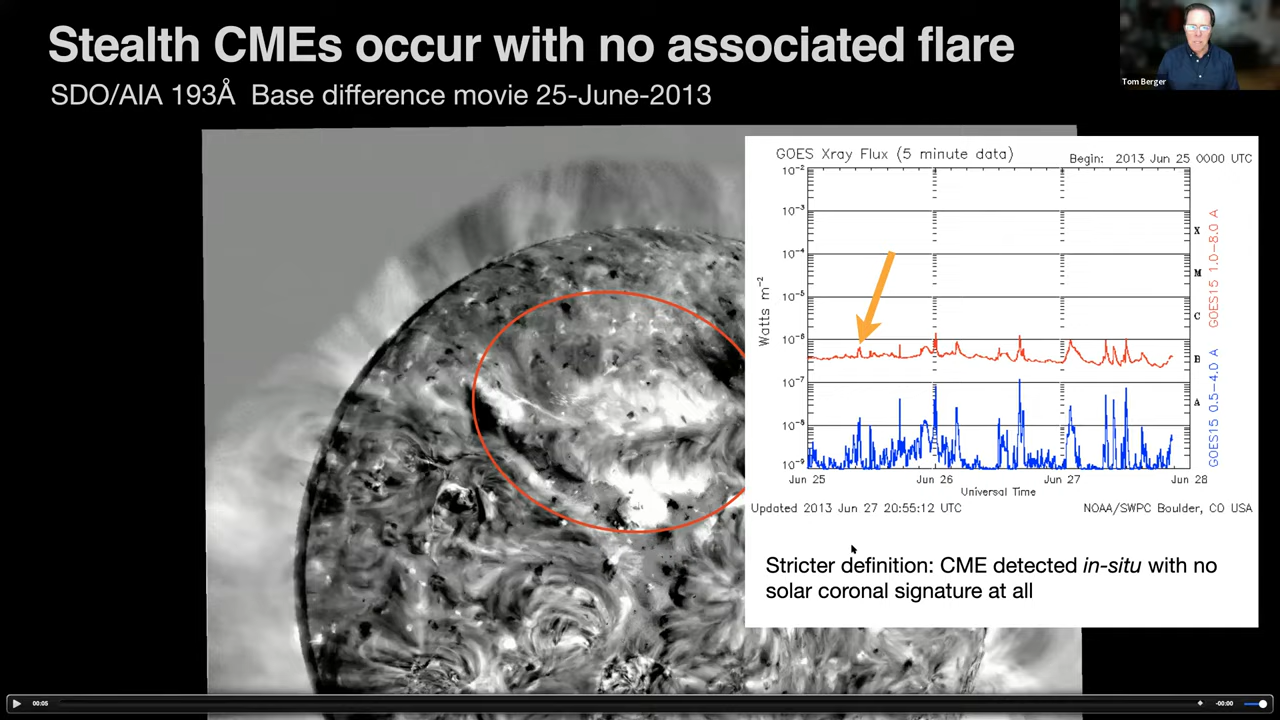 Stealth CMEs occur with no associated flare
SDO/AIA 193Å Base difference movie 25-June-2013
Tom Berger
GOES Xray Flux (5 minute data)
Begin: 2013 Jun 25 0000 UTC
10⁻²
10⁻³
10⁻⁴
10⁻⁵
10⁻⁶
10⁻⁷
10⁻⁸
10⁻⁹
Watts m⁻²
X
M
C
B
A
GOES15 1.0-8.0 A
GOES15 0.5-4.0 A
Jun 25
Jun 26
Jun 27
Jun 28
Universal Time
Updated 2013 Jun 27 20:55:12 UTC
NOAA/SWPC Boulder, CO USA
Stricter definition: CME detected in-situ with no
solar coronal signature at all
00:05
-00:00